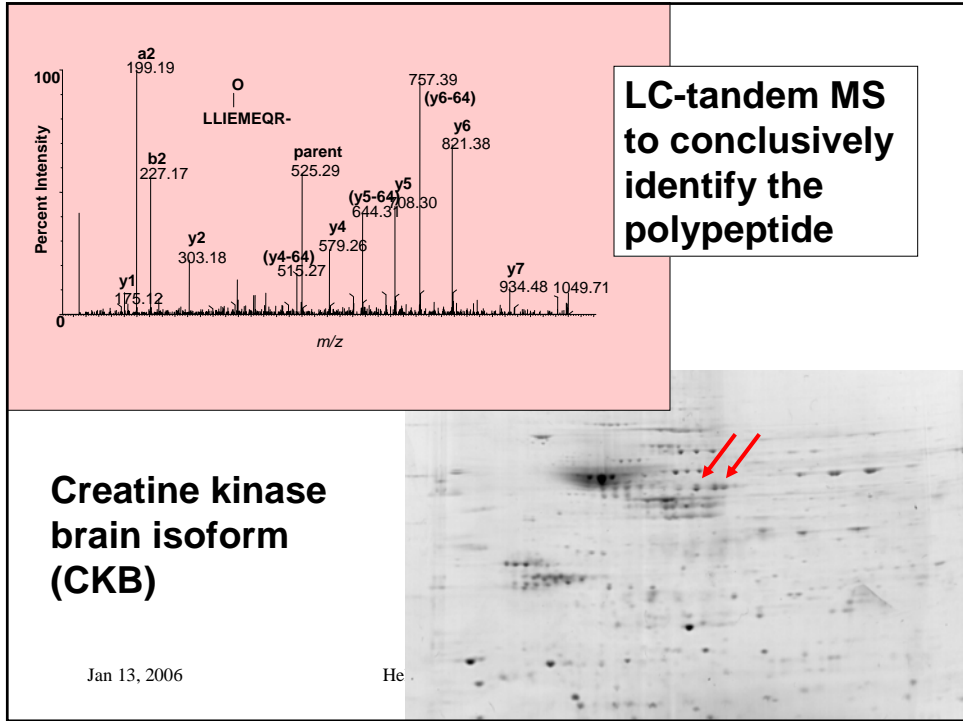 a2
199.19
100
O
LLIEMEQR-
757.39
(y6-64)
y6
821.38
b2
227.17
parent
525.29
(y5-64)
644.31
y5
708.30
y2
303.18
(y4-64)
515.27
y4
579.26
y1
175.12
y7
934.48
1049.71
0
Percent Intensity
m/z
LC-tandem MS
to conclusively
identify the
polypeptide
Creatine kinase
brain isoform
(CKB)
Jan 13, 2006
He